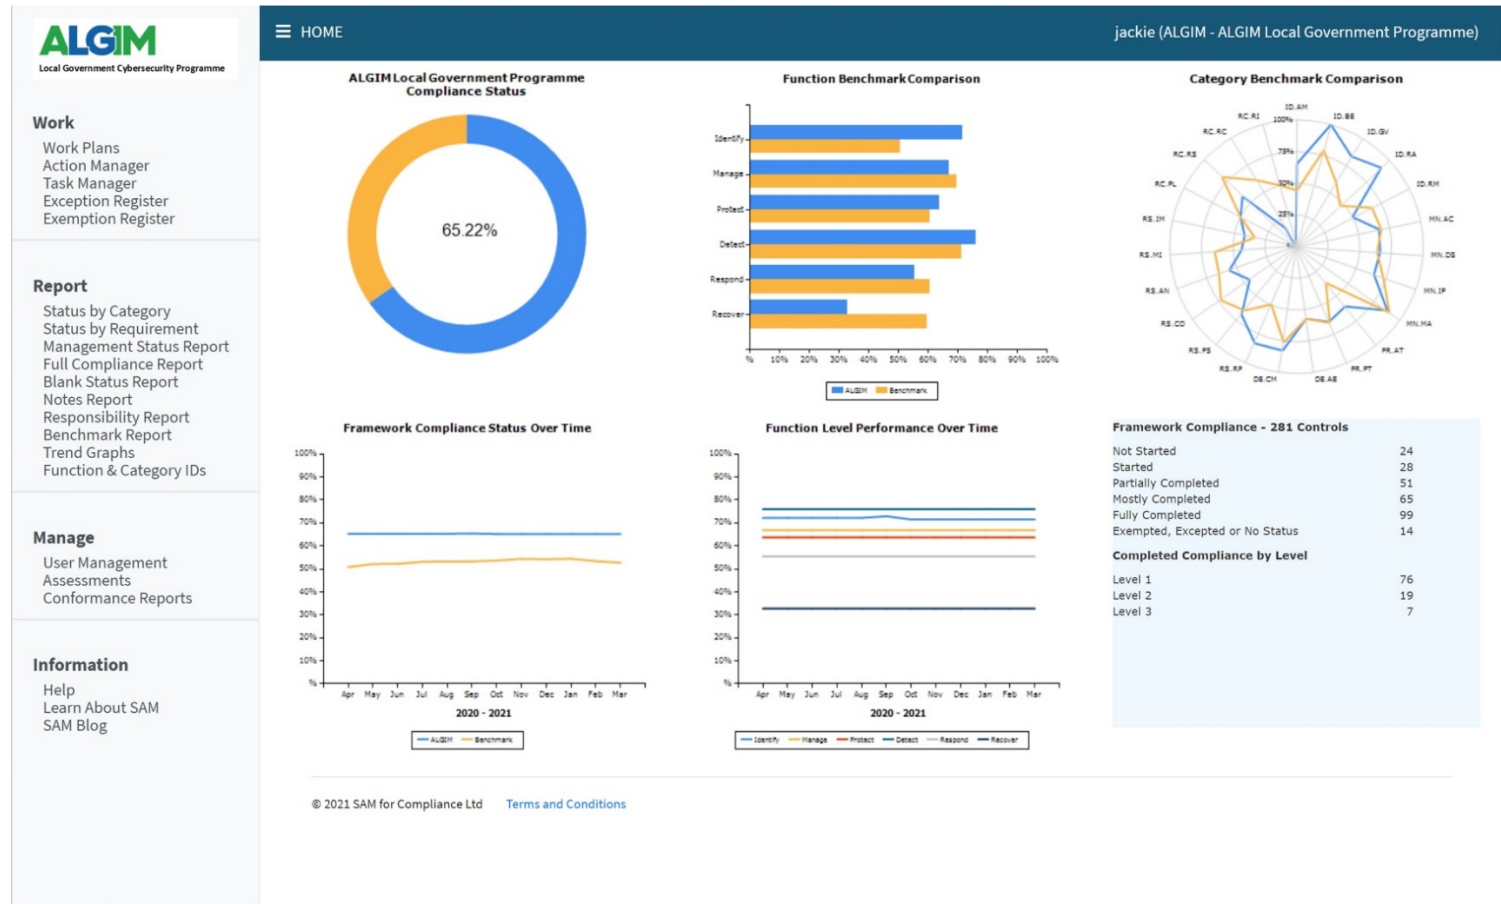 ALGIM
Local Government Cybersecurity Programme
HOME
jackie (ALGIM - ALGIM Local Government Programme)
Work
Work Plans
Action Manager
Task Manager
Exception Register
Exemption Register
Report
Status by Category
Status by Requirement
Management Status Report
Full Compliance Report
Blank Status Report
Notes Report
Responsibility Report
Benchmark Report
Trend Graphs
Function & Category IDs
Manage
User Management
Assessments
Conformance Reports
Information
Help
Learn About SAM
SAM Blog
ALGIM Local Government Programme
Compliance Status
65.22%
Function Benchmark Comparison
Identify
Manage
Protect
Detect
Respond
Recover
% 10% 20% 30% 40% 50% 60% 70% 80% 90% 100%
ALGIM Benchmark
Category Benchmark Comparison
ID.AM
ID.BE
ID.GV
ID.RA
ID.RM
MN.AC
MN.DS
MN.IP
MN.MA
PR.AT
PR.PT
DE.AE
DE.CM
RS.RP
RS.PS
RS.CO
RS.AN
RS.MI
RS.IM
RC.PL
RC.RS
RC.RC
RC.RI
100%
75%
50%
25%
Framework Compliance Status Over Time
100%
90%
80%
70%
60%
50%
40%
30%
20%
10%
%
Apr May Jun Jul Aug Sep Oct Nov Dec Jan Feb Mar
2020 - 2021
ALGIM Benchmark
Function Level Performance Over Time
100%
90%
80%
70%
60%
50%
40%
30%
20%
10%
%
Apr May Jun Jul Aug Sep Oct Nov Dec Jan Feb Mar
2020 - 2021
Identify Manage Protect Detect Respond Recover
Framework Compliance - 281 Controls
Not Started 24
Started 28
Partially Completed 51
Mostly Completed 65
Fully Completed 99
Exempted, Excepted or No Status 14
Completed Compliance by Level
Level 1 76
Level 2 19
Level 3 7
© 2021 SAM for Compliance Ltd Terms and Conditions